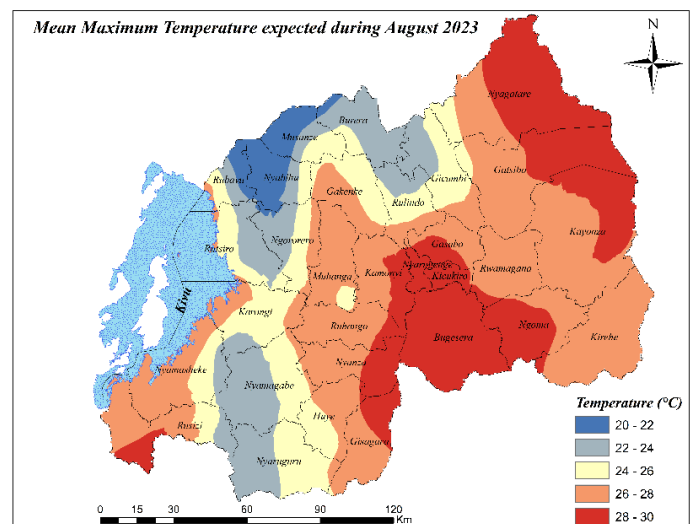 Mean Maximum Temperature expected during August 2023
N
Nyagatare
Burera
Musanze
Rubavu
Nyabihu
Gicumbi
Gatsibo
Gakenke
Rulindo
Kayonza
Rutsiro
Ngororero
Gasabo
Nyarugenge
Kicukiro
Rwamagana
Muhanga
Kamonyi
Kivu
Karongi
Ruhango
Bugesera
Ngoma
Kirehe
Nyanza
Nyamasheke
Nyamagabe
Huye
Rusizi
Gisagara
Nyaruguru
Temperature (°C)
20 - 22
22 - 24
24 - 26
26 - 28
28 - 30
0 15 30 60 90 120
Km